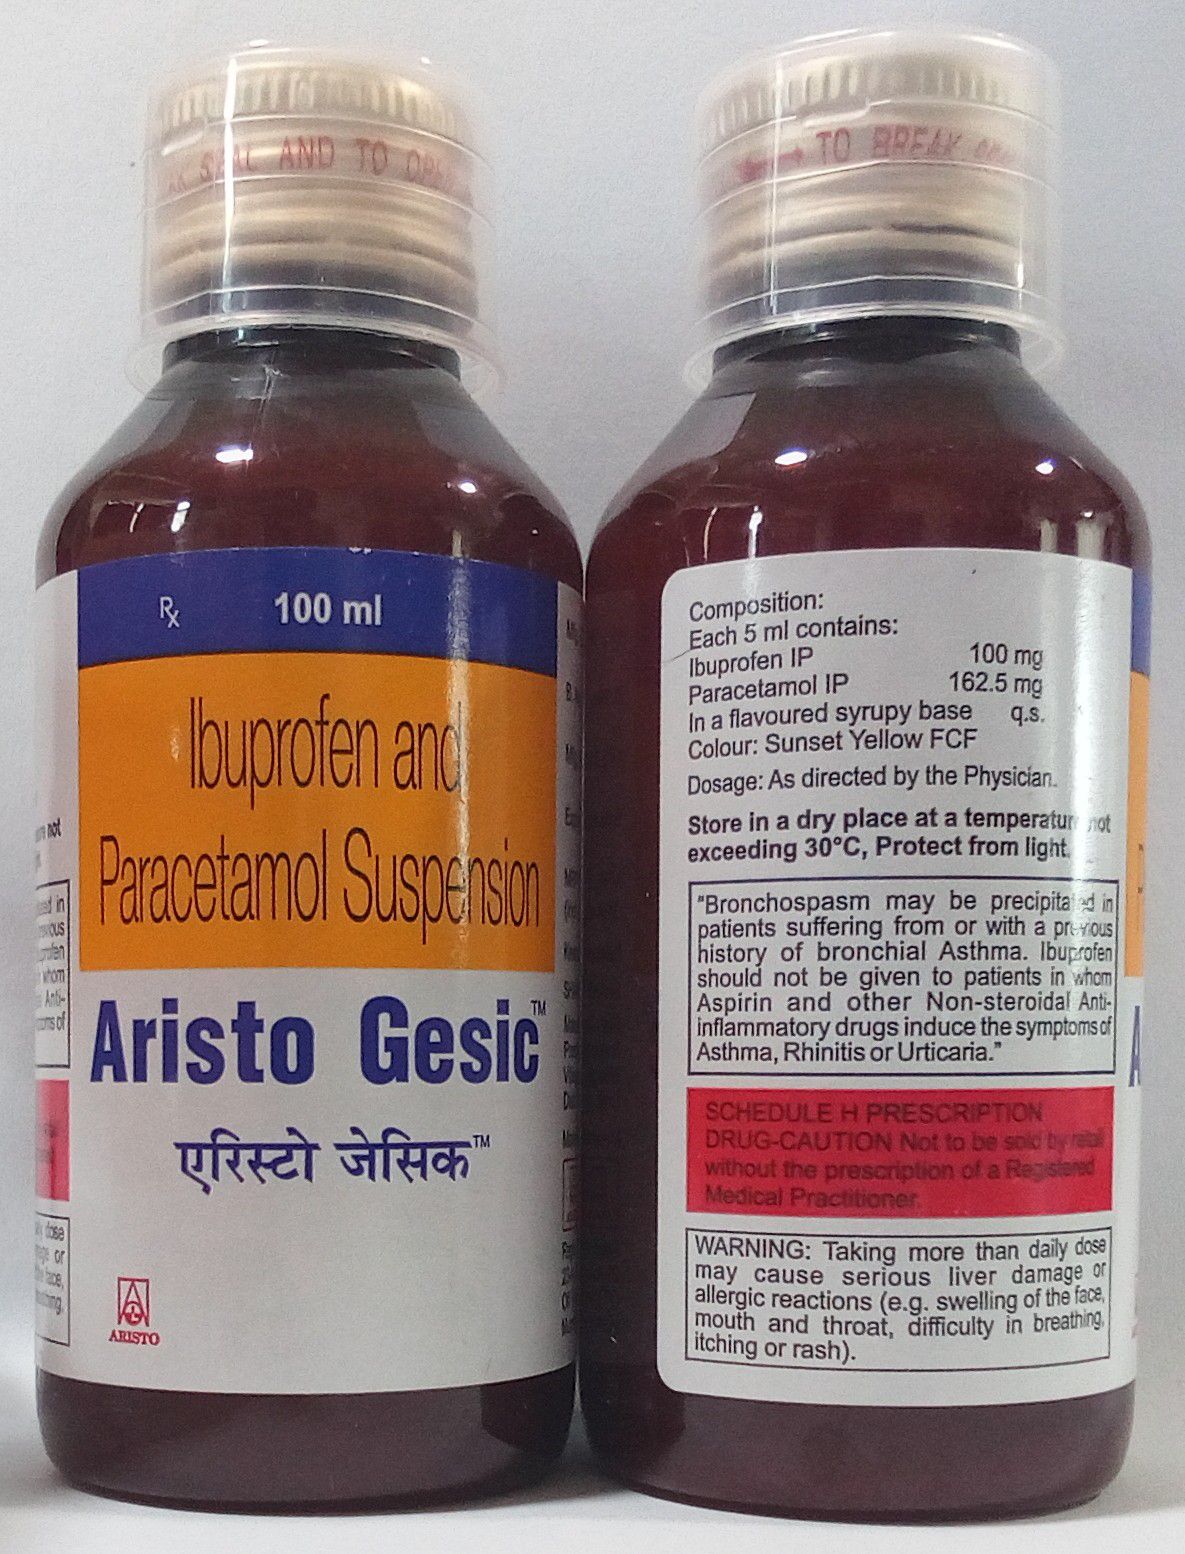 SEAL AND TO
Rx 100 ml
Ibuprofen and
Paracetamol Suspension
Aristo Gesic™
एरिस्टो जेसिक™
ARISTO
TO BREAK
Composition:
Each 5 ml contains:
Ibuprofen IP 100 mg
Paracetamol IP 162.5 mg
In a flavoured syrupy base q.s.
Colour: Sunset Yellow FCF
Dosage: As directed by the Physician.
Store in a dry place at a temperature not
exceeding 30°C, Protect from light.
"Bronchospasm may be precipitated in
patients suffering from or with a previous
history of bronchial Asthma. Ibuprofen
should not be given to patients in whom
Aspirin and other Non-steroidal Anti-
inflammatory drugs induce the symptoms of
Asthma, Rhinitis or Urticaria."
SCHEDULE H PRESCRIPTION
DRUG-CAUTION Not to be sold by retail
without the prescription of a Registered
Medical Practitioner.
WARNING: Taking more than daily dose
may cause serious liver damage or
allergic reactions (e.g. swelling of the face,
mouth and throat, difficulty in breathing,
itching or rash).